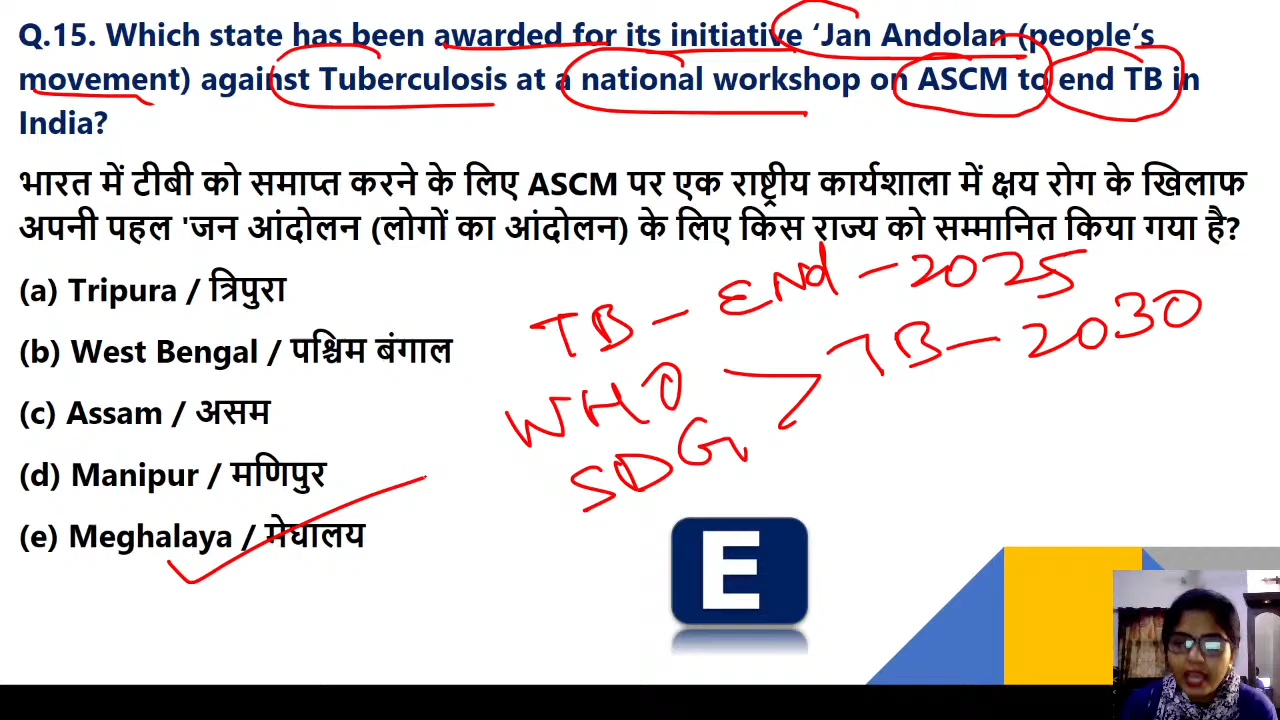 Q.15. Which state has been awarded for its initiative ‘Jan Andolan (people’s
movement) against Tuberculosis at a national workshop on ASCM to end TB in
India?
भारत में टीबी को समाप्त करने के लिए ASCM पर एक राष्ट्रीय कार्यशाला में क्षय रोग के खिलाफ
अपनी पहल 'जन आंदोलन (लोगों का आंदोलन) के लिए किस राज्य को सम्मानित किया गया है?
(a) Tripura / त्रिपुरा
TB - END - 2025
(b) West Bengal / पश्चिम बंगाल
WHO
TB - 2030
(c) Assam / असम
SDG
(d) Manipur / मणिपुर
(e) Meghalaya / मेघालय
E